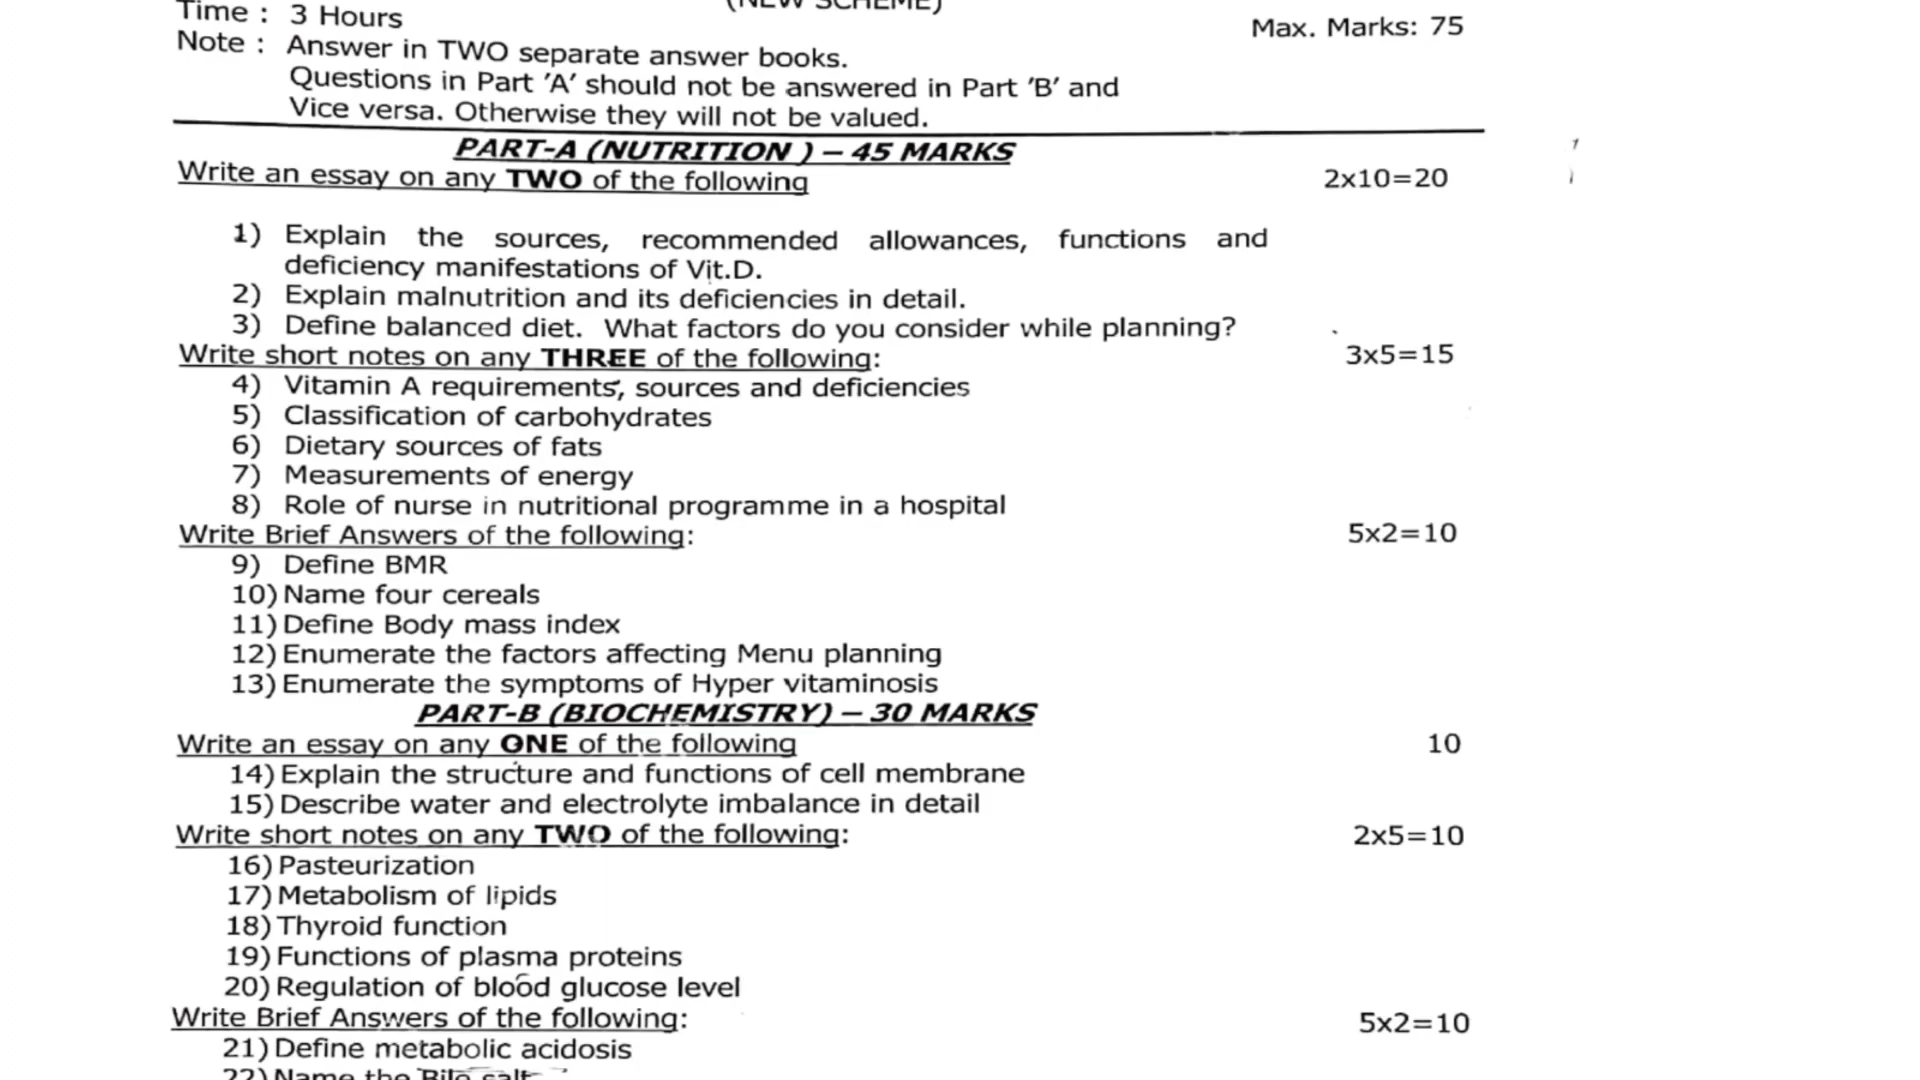 (NEW SCHEME)
Time : 3 Hours
Max. Marks: 75
Note : Answer in TWO separate answer books.
Questions in Part 'A' should not be answered in Part 'B' and
Vice versa. Otherwise they will not be valued.
PART-A (NUTRITION ) – 45 MARKS
Write an essay on any TWO of the following 2x10=20
1) Explain the sources, recommended allowances, functions and
deficiency manifestations of Vit.D.
2) Explain malnutrition and its deficiencies in detail.
3) Define balanced diet. What factors do you consider while planning?
Write short notes on any THREE of the following: 3x5=15
4) Vitamin A requirements, sources and deficiencies
5) Classification of carbohydrates
6) Dietary sources of fats
7) Measurements of energy
8) Role of nurse in nutritional programme in a hospital
Write Brief Answers of the following: 5x2=10
9) Define BMR
10) Name four cereals
11) Define Body mass index
12) Enumerate the factors affecting Menu planning
13) Enumerate the symptoms of Hyper vitaminosis
PART-B (BIOCHEMISTRY) – 30 MARKS
Write an essay on any ONE of the following 10
14) Explain the structure and functions of cell membrane
15) Describe water and electrolyte imbalance in detail
Write short notes on any TWO of the following: 2x5=10
16) Pasteurization
17) Metabolism of lipids
18) Thyroid function
19) Functions of plasma proteins
20) Regulation of blood glucose level
Write Brief Answers of the following: 5x2=10
21) Define metabolic acidosis
22) Name the Bile salt